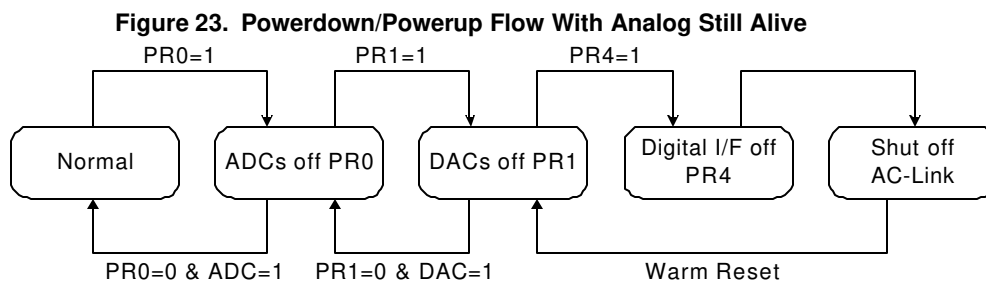 Figure 23. Powerdown/Powerup Flow With Analog Still Alive
PR0=1
PR1=1
PR4=1
Normal
ADCs off PR0
DACs off PR1
Digital I/F off
PR4
Shut off
AC-Link
PR0=0 & ADC=1
PR1=0 & DAC=1
Warm Reset